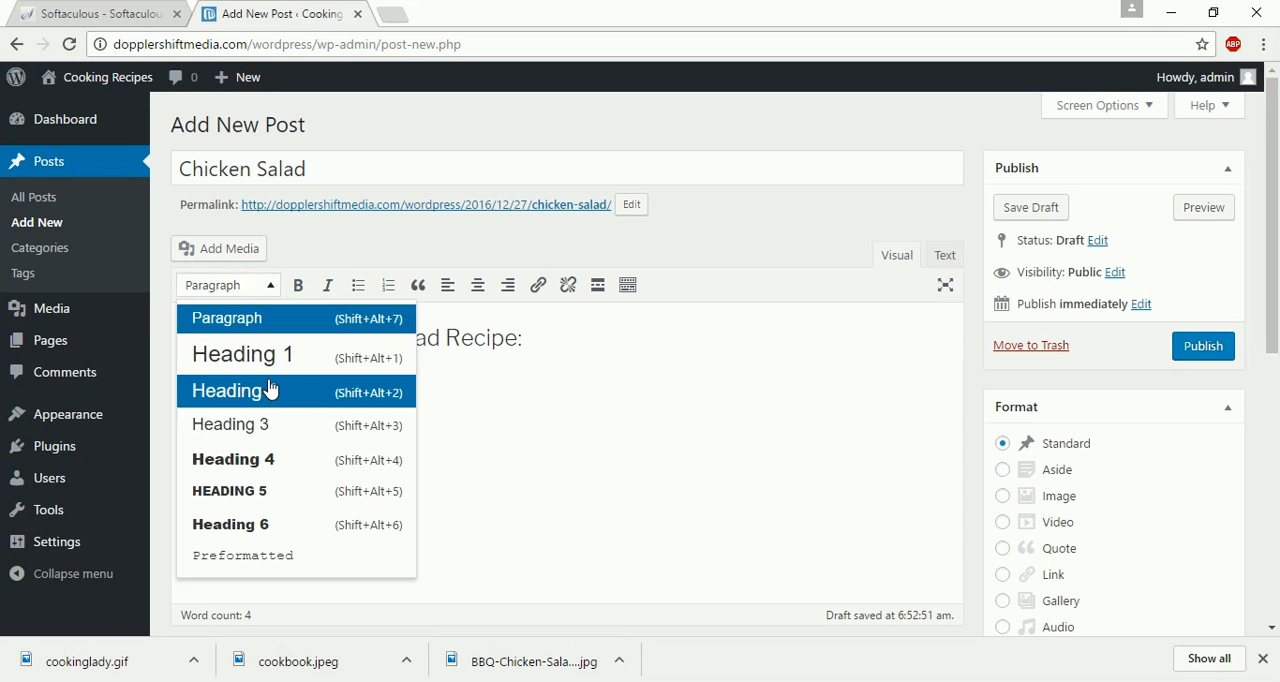 Softaculous - Softaculou
Add New Post ‹ Cooking
dopplershiftmedia.com/wordpress/wp-admin/post-new.php
ABP
Cooking Recipes
0
New
Howdy, admin
Screen Options
Help
Dashboard
Posts
All Posts
Add New
Categories
Tags
Media
Pages
Comments
Appearance
Plugins
Users
Tools
Settings
Collapse menu
Add New Post
Chicken Salad
Permalink: http://dopplershiftmedia.com/wordpress/2016/12/27/chicken-salad/ Edit
Add Media
Visual Text
Paragraph
Paragraph (Shift+Alt+7)
Heading 1 (Shift+Alt+1)
Heading (Shift+Alt+2)
Heading 3 (Shift+Alt+3)
Heading 4 (Shift+Alt+4)
HEADING 5 (Shift+Alt+5)
Heading 6 (Shift+Alt+6)
Preformatted
ad Recipe:
Word count: 4
Draft saved at 6:52:51 am.
Publish
Save Draft Preview
Status: Draft Edit
Visibility: Public Edit
Publish immediately Edit
Move to Trash Publish
Format
Standard
Aside
Image
Video
Quote
Link
Gallery
Audio
cookinglady.gif
cookbook.jpeg
BBQ-Chicken-Sala....jpg
Show all